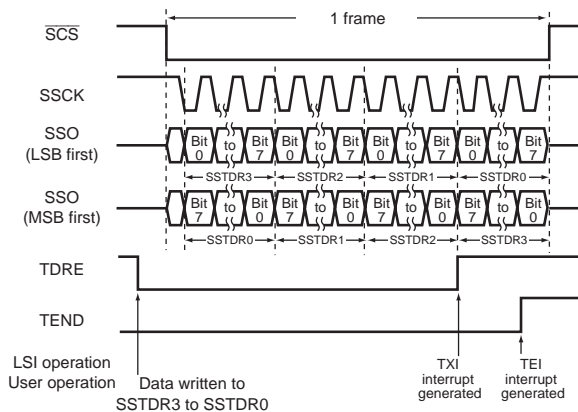 1 frame
SCS
SSCK
SSO
(LSB first)
Bit 0 to Bit 7 Bit 0 to Bit 7 Bit 0 to Bit 7 Bit 0 to Bit 7
SSTDR3 SSTDR2 SSTDR1 SSTDR0
SSO
(MSB first)
Bit 7 to Bit 0 Bit 7 to Bit 0 Bit 7 to Bit 0 Bit 7 to Bit 0
SSTDR0 SSTDR1 SSTDR2 SSTDR3
TDRE
TEND
LSI operation
User operation
Data written to
SSTDR3 to SSTDR0
TXI
interrupt
generated
TEI
interrupt
generated